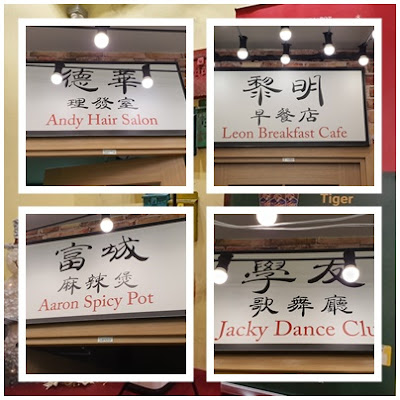 德華
理發室
Andy Hair Salon
黎明
早餐店
Leon Breakfast Cafe
富城
麻辣煲
Aaron Spicy Pot
Tiger
學友
歌舞廳
Jacky Dance Clu